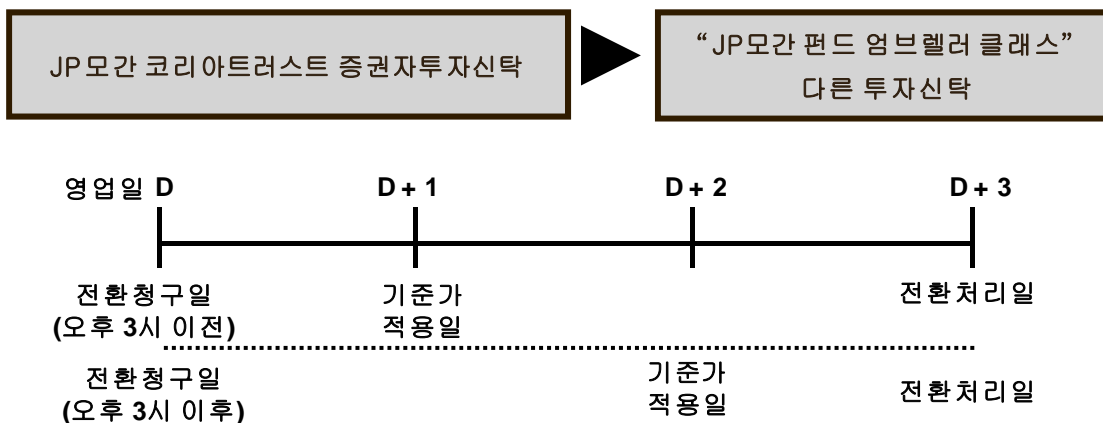 JP모간 코리아트러스트 증권자투자신탁
“JP모간 펀드 엄브렐러 클래스”
다른 투자신탁
영업일 D D + 1 D + 2 D + 3
전환청구일 기준가 전환처리일
(오후 3시 이전) 적용일
전환청구일 기준가 전환처리일
(오후 3시 이후) 적용일